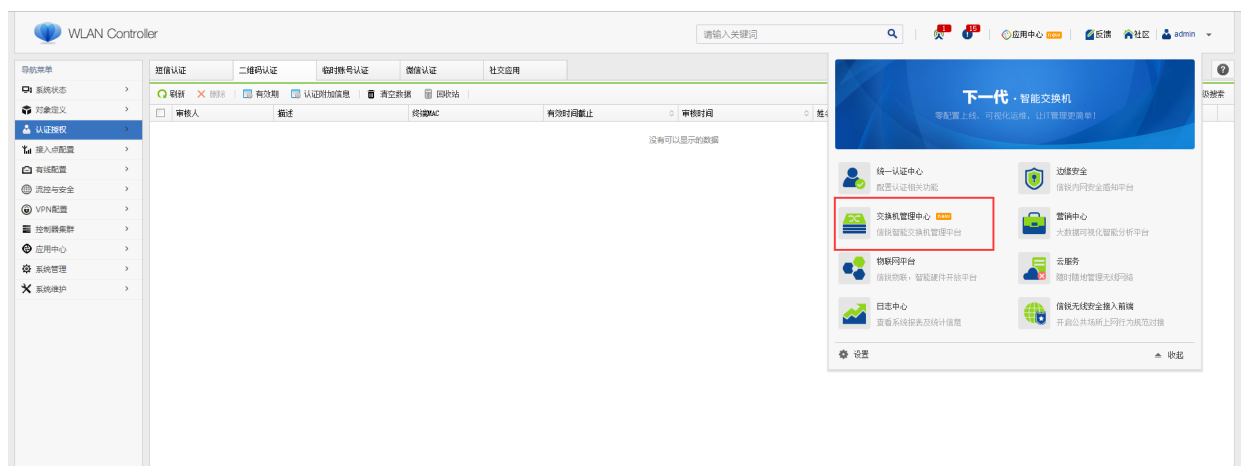 WLAN Controller
请输入关键词
1
15
应用中心 new
反馈
社区
admin
导航菜单
系统状态
对象定义
认证授权
接入点配置
有线配置
流控与安全
VPN配置
控制器集群
应用中心
系统管理
系统维护
短信认证
二维码认证
临时账号认证
微信认证
社交应用
刷新
删除
有效期
认证附加信息
清空数据
回收站
级搜索
审核人
描述
终端MAC
有效时间截止
审核时间
姓名
没有可以显示的数据
下一代 · 智能交换机
零配置上线、可视化运维，让IT管理更简单！
统一认证中心
配置认证相关功能
边缘安全
信锐内网安全感知平台
交换机管理中心 new
信锐智能交换机管理平台
营销中心
大数据可视化智能分析平台
物联网平台
信锐物联，智能硬件开放平台
云服务
随时随地管理无线网络
日志中心
查看系统报表及统计信息
信锐无线安全接入前端
开启公共场所上网行为规范对接
设置
收起